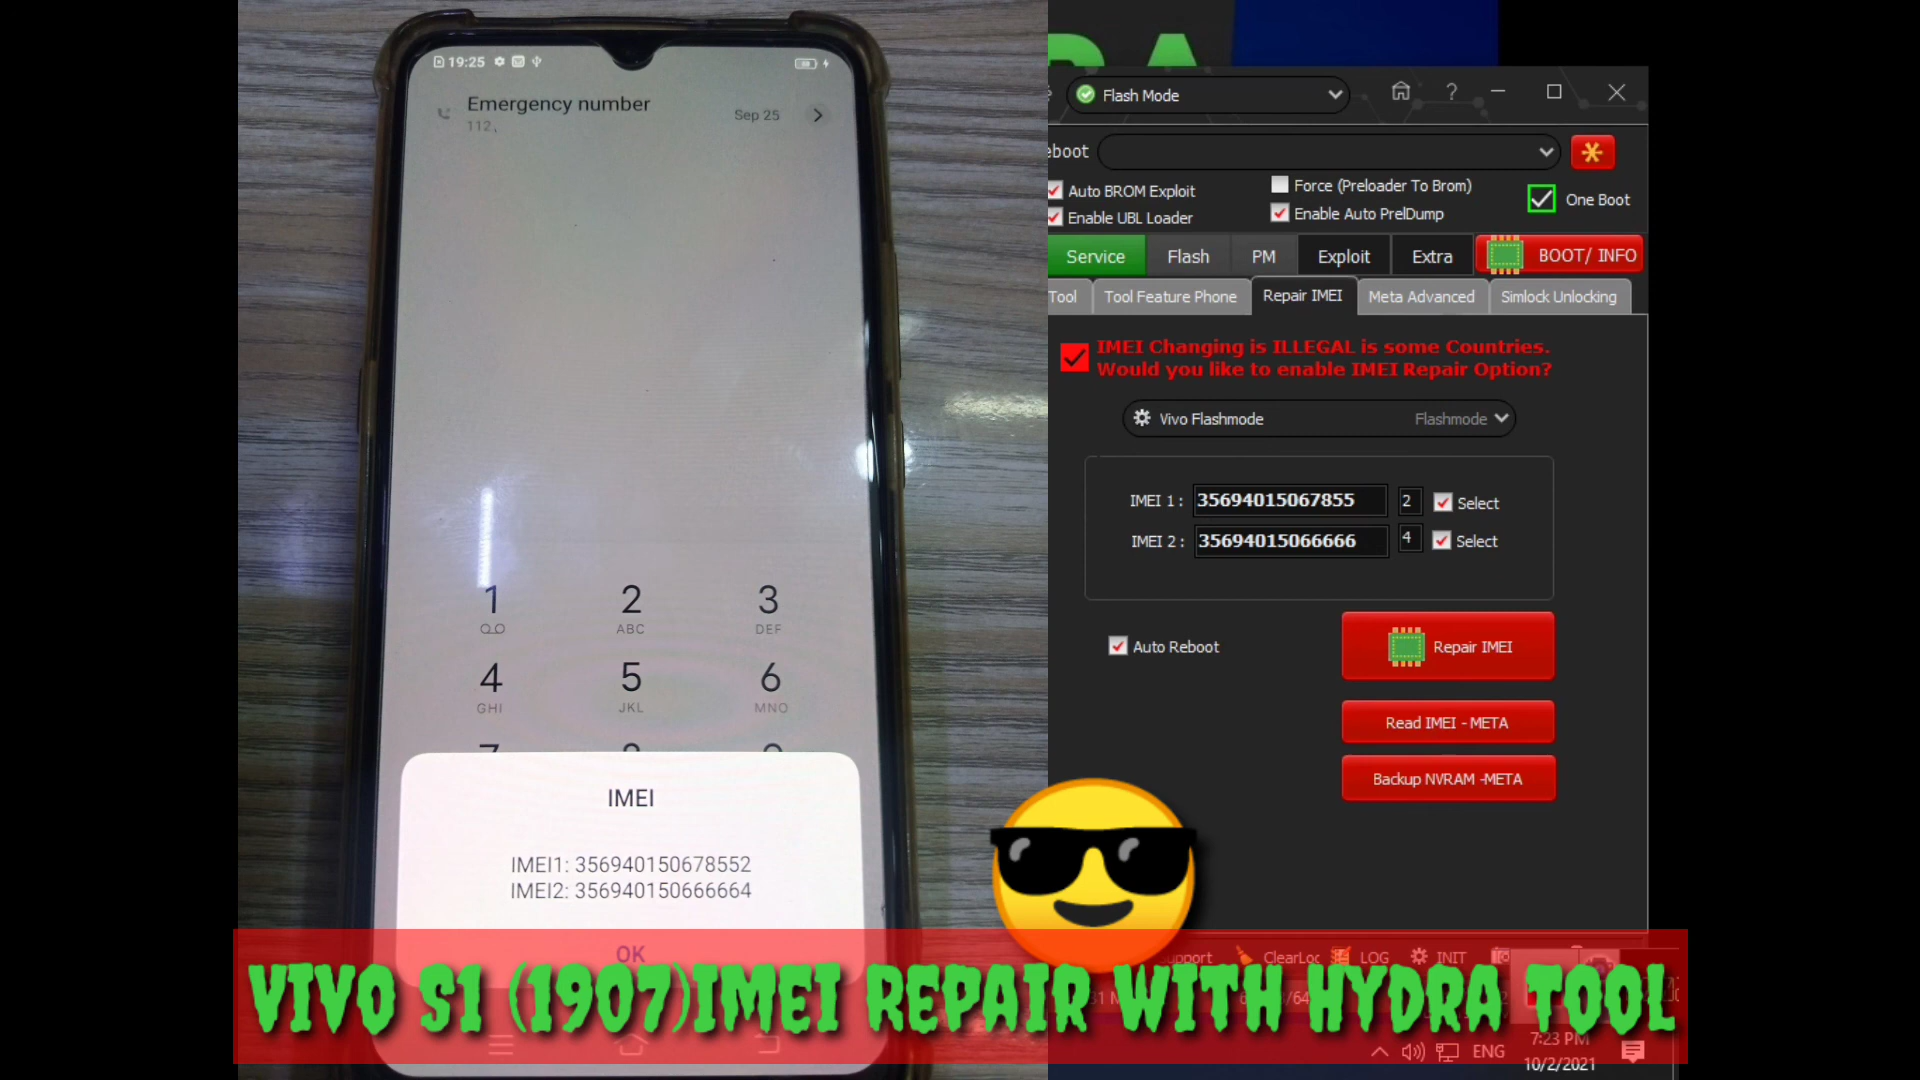 19:25
Emergency number
112,
Sep 25
1
2
ABC
3
DEF
4
GHI
5
JKL
6
MNO
IMEI
IMEI1: 356940150678552
IMEI2: 356940150666664
OK
Flash Mode
?
eboot
Auto BROM Exploit
Force (Preloader To Brom)
Enable UBL Loader
Enable Auto PrelDump
One Boot
Service
Flash
PM
Exploit
Extra
BOOT/ INFO
Tool
Tool Feature Phone
Repair IMEI
Meta Advanced
Simlock Unlocking
IMEI Changing is ILLEGAL is some Countries.
Would you like to enable IMEI Repair Option?
Vivo Flashmode
Flashmode
IMEI 1 : 35694015067855 2 Select
IMEI 2 : 35694015066666 4 Select
Auto Reboot
Repair IMEI
Read IMEI - META
Backup NVRAM -META
upport
ClearLog
LOG
INIT
VIVO S1 (1907)IMEI REPAIR WITH HYDRA TOOL
ENG
7:23 PM
10/2/2021